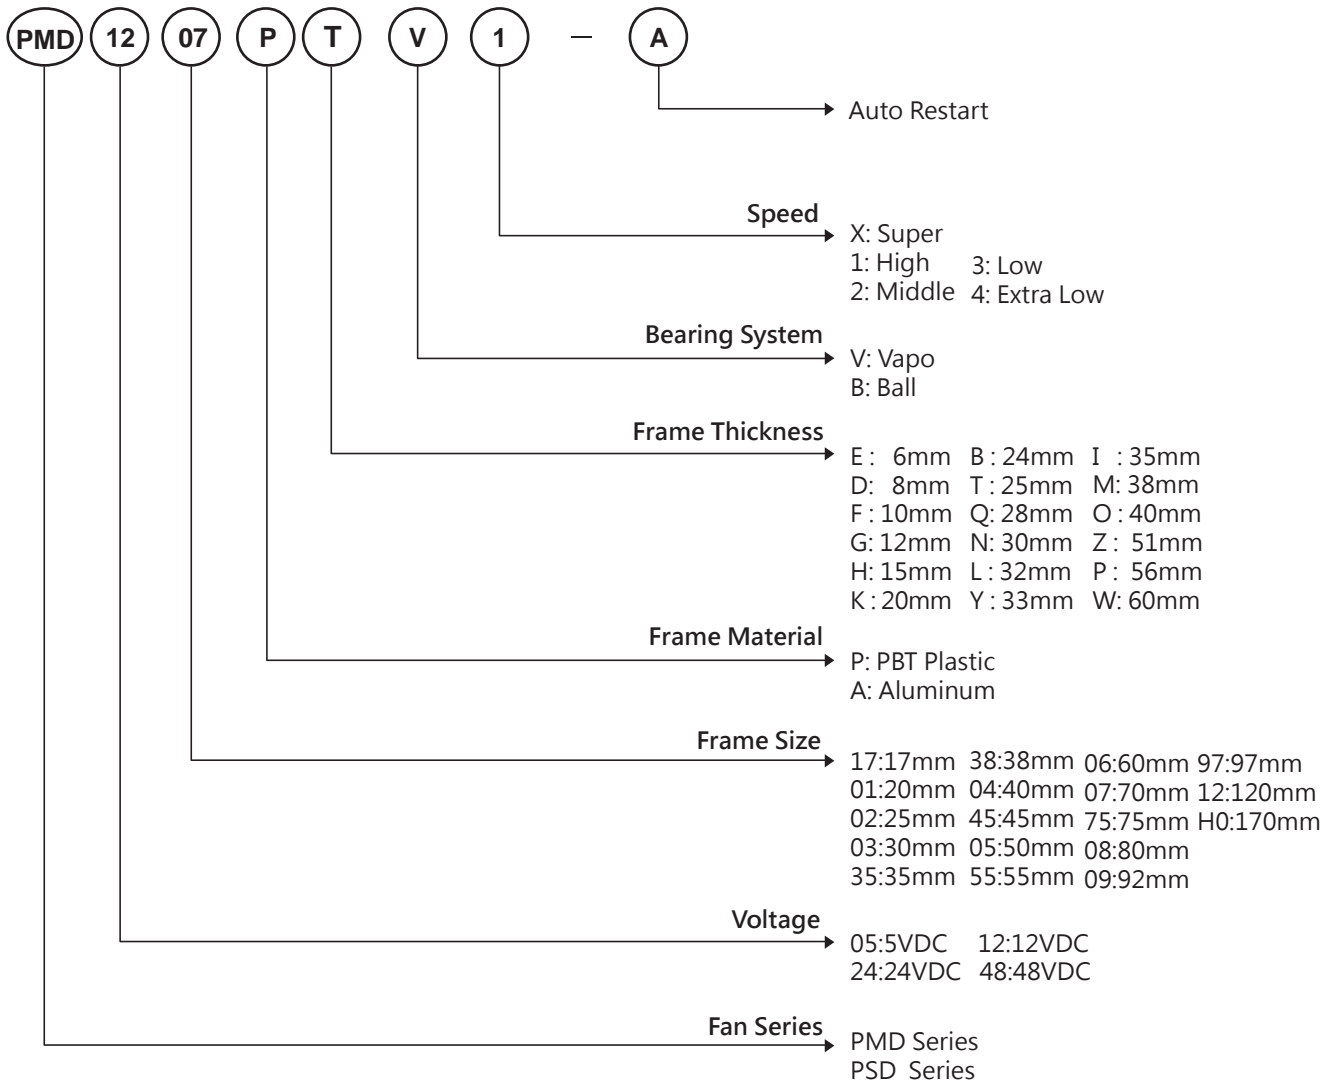 PMD 12 07 P T V 1 — A
Auto Restart
Speed
X: Super
1: High 3: Low
2: Middle 4: Extra Low
Bearing System
V: Vapo
B: Ball
Frame Thickness
E : 6mm B : 24mm I : 35mm
D: 8mm T : 25mm M: 38mm
F : 10mm Q: 28mm O : 40mm
G: 12mm N: 30mm Z : 51mm
H: 15mm L : 32mm P : 56mm
K : 20mm Y : 33mm W: 60mm
Frame Material
P: PBT Plastic
A: Aluminum
Frame Size
17:17mm 38:38mm 06:60mm 97:97mm
01:20mm 04:40mm 07:70mm 12:120mm
02:25mm 45:45mm 75:75mm H0:170mm
03:30mm 05:50mm 08:80mm
35:35mm 55:55mm 09:92mm
Voltage
05:5VDC 12:12VDC
24:24VDC 48:48VDC
Fan Series
PMD Series
PSD Series